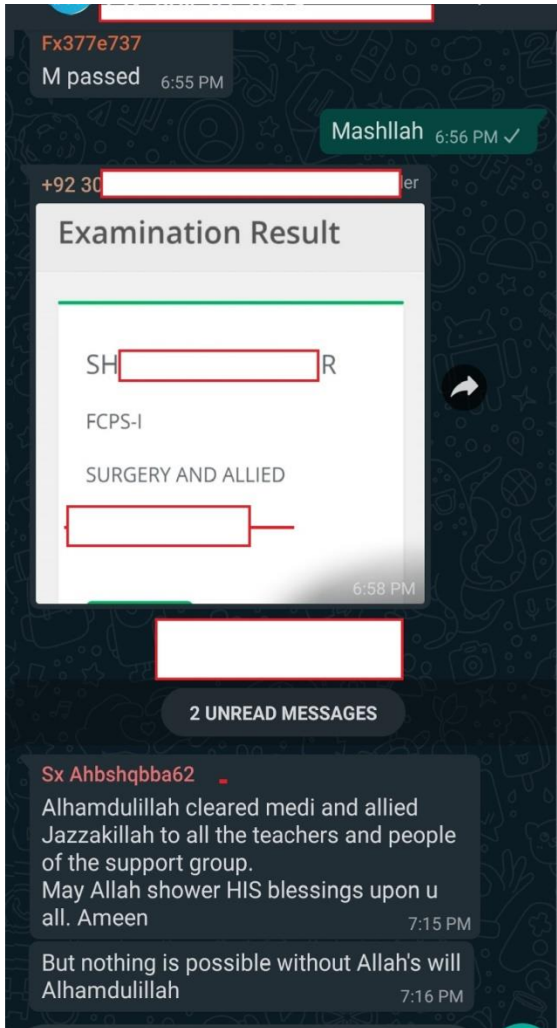 Fx377e737
M passed 6:55 PM
Mashllah 6:56 PM
+92 30 ler
Examination Result
SH R
FCPS-I
SURGERY AND ALLIED
6:58 PM
2 UNREAD MESSAGES
Sx Ahbshqbba62
Alhamdulillah cleared medi and allied
Jazzakillah to all the teachers and people
of the support group.
May Allah shower HIS blessings upon u
all. Ameen 7:15 PM
But nothing is possible without Allah's will
Alhamdulillah 7:16 PM